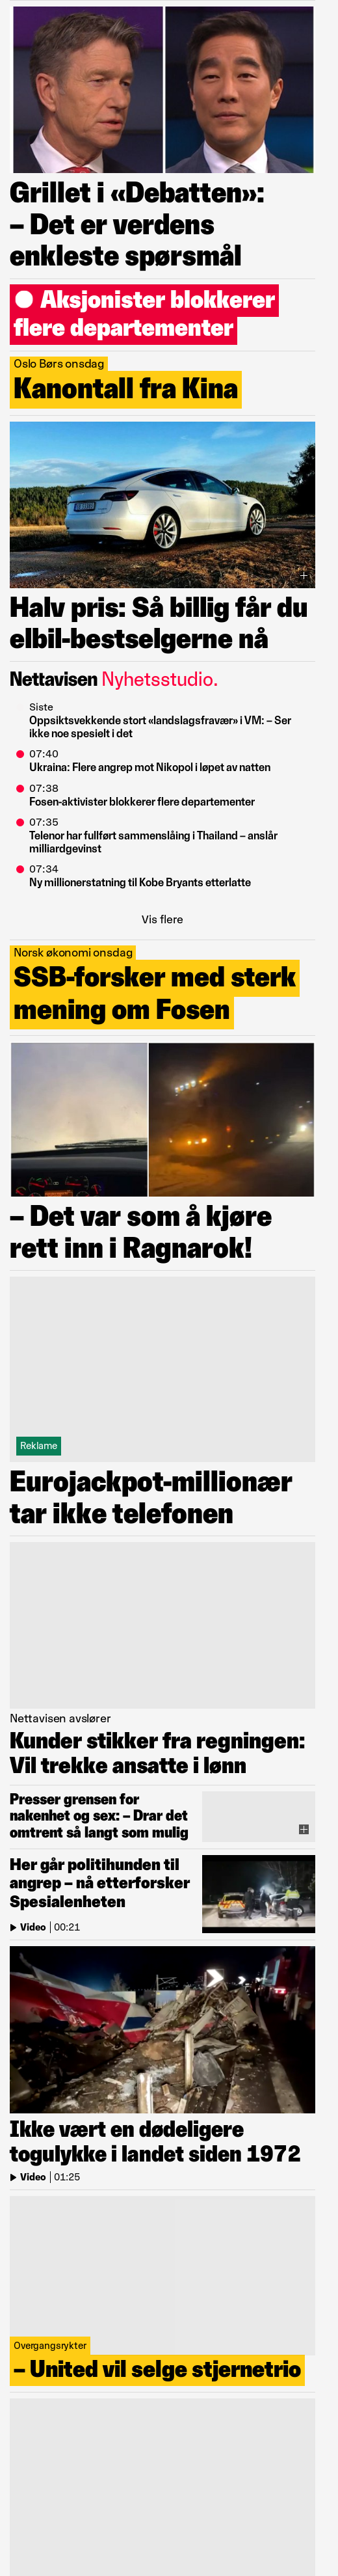 Grillet i «Debatten»:
– Det er verdens
enkleste spørsmål
Aksjonister blokkerer
flere departementer
Oslo Børs onsdag
Kanontall fra Kina
Halv pris: Så billig får du
elbil-bestselgerne nå
Nettavisen Nyhetsstudio.
Siste
Oppsiktsvekkende stort «landslagsfravær» i VM: – Ser
ikke noe spesielt i det
07:40
Ukraina: Flere angrep mot Nikopol i løpet av natten
07:38
Fosen-aktivister blokkerer flere departementer
07:35
Telenor har fullført sammenslåing i Thailand – anslår
milliardgevinst
07:34
Ny millionerstatning til Kobe Bryants etterlatte
Vis flere
Norsk økonomi onsdag
SSB-forsker med sterk
mening om Fosen
– Det var som å kjøre
rett inn i Ragnarok!
Reklame
Eurojackpot-millionær
tar ikke telefonen
Nettavisen avslører
Kunder stikker fra regningen:
Vil trekke ansatte i lønn
Presser grensen for
nakenhet og sex: – Drar det
omtrent så langt som mulig
Her går politihunden til
angrep – nå etterforsker
Spesialenheten
Video | 00:21
Ikke vært en dødeligere
togulykke i landet siden 1972
Video | 01:25
Overgangsrykter
– United vil selge stjernetrio